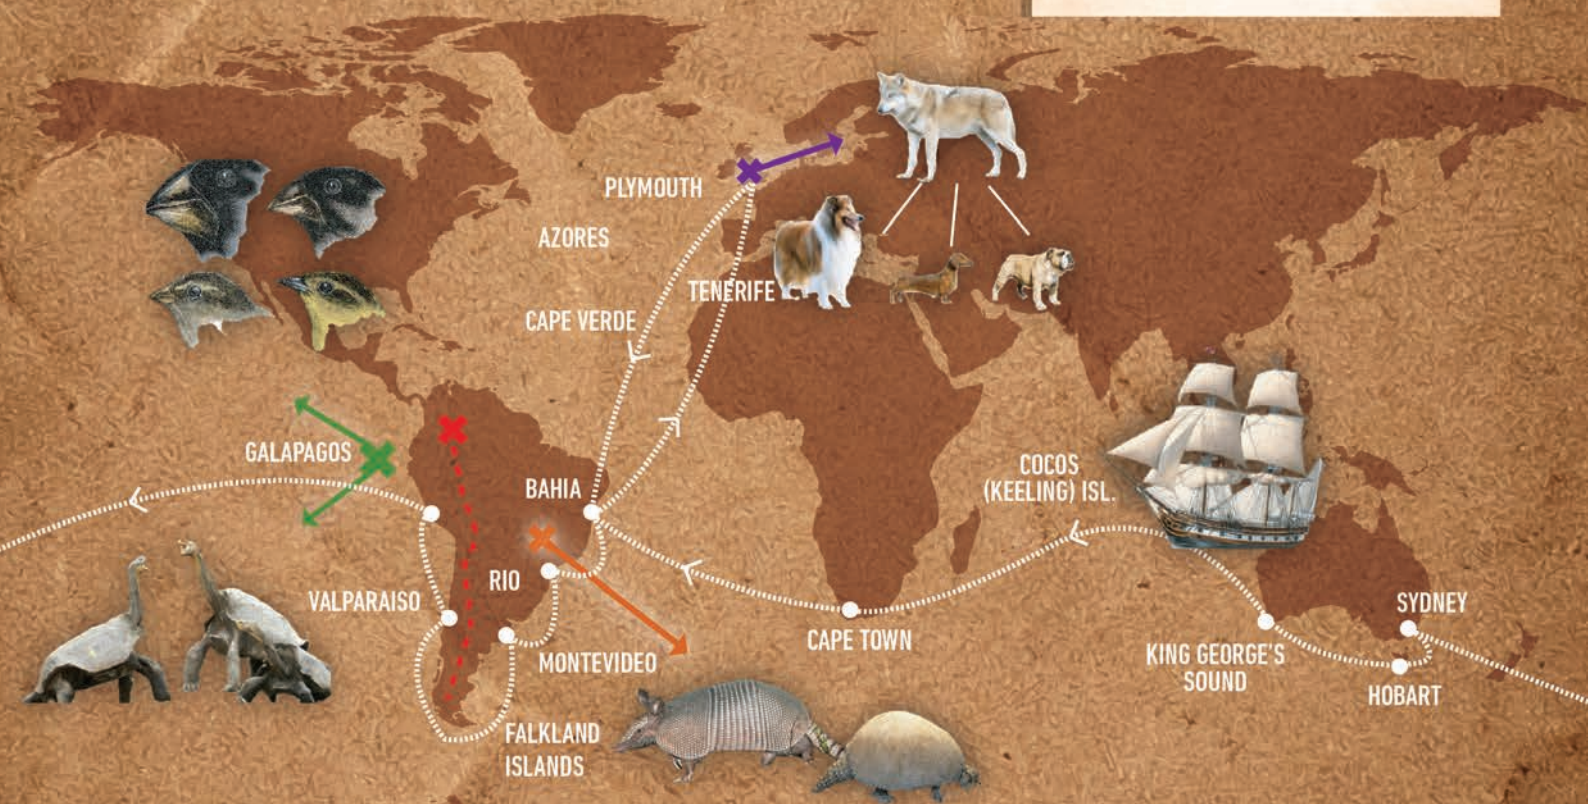 PLYMOUTH
AZORES
TENERIFE
CAPE VERDE
GALAPAGOS
BAHIA
COCOS
(KEELING) ISL.
RIO
VALPARAISO
SYDNEY
CAPE TOWN
MONTEVIDEO
KING GEORGE'S
SOUND
HOBART
FALKLAND
ISLANDS